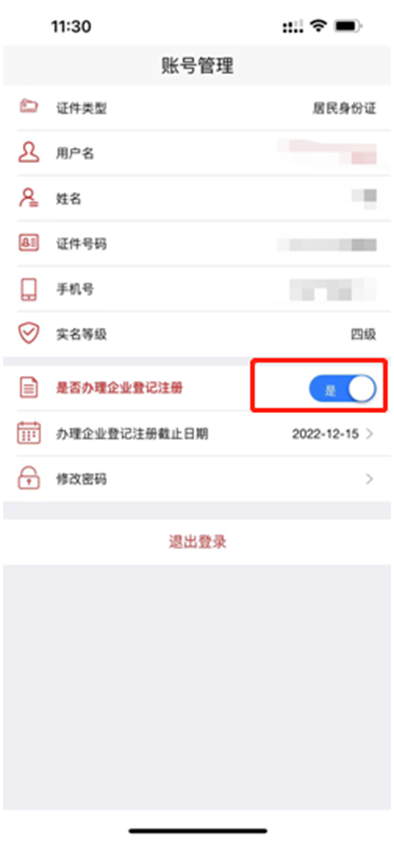 11:30
账号管理
证件类型 居民身份证
用户名
姓名
证件号码
手机号
实名等级 四级
是否办理企业登记注册 是
办理企业登记注册截止日期 2022-12-15
修改密码
退出登录